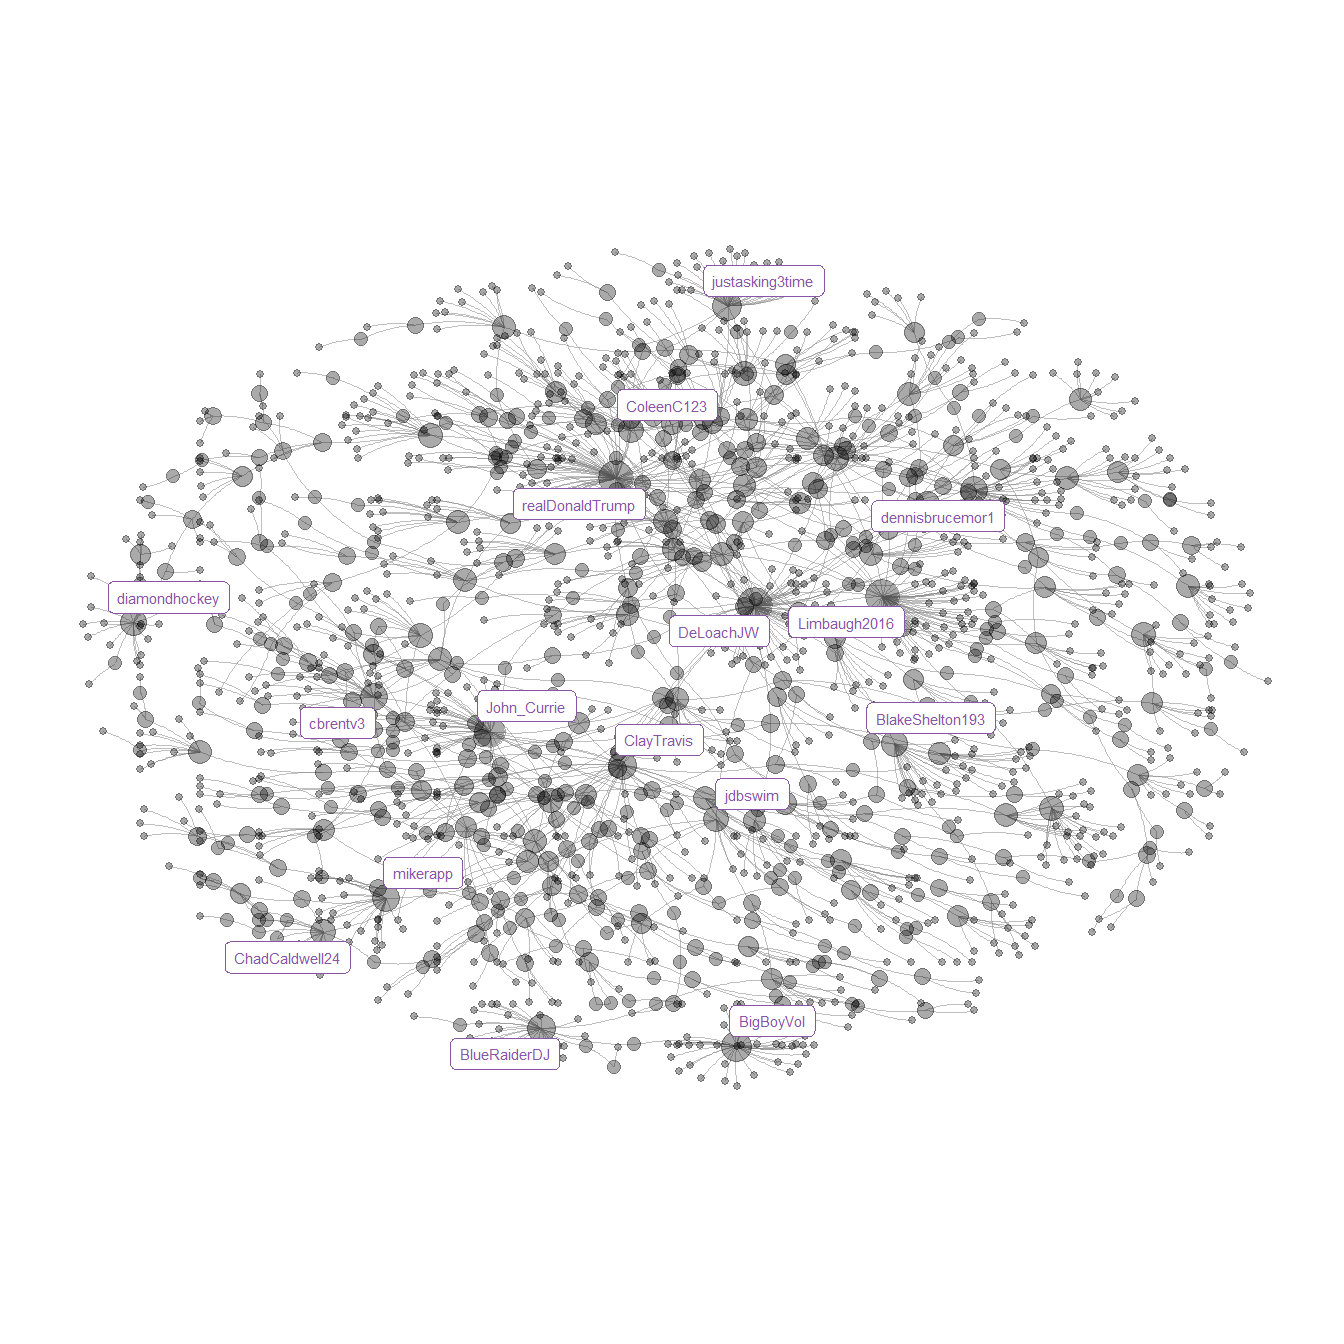 justasking3time
ColeenC123
realDonaldTrump
dennisbrucemor1
diamondhockey
Limbaugh2016
DeLoachJW
John_Currie
cbrentv3
BlakeShelton193
ClayTravis
jdbswim
mikerapp
ChadCaldwell24
BigBoyVol
BlueRaiderDJ